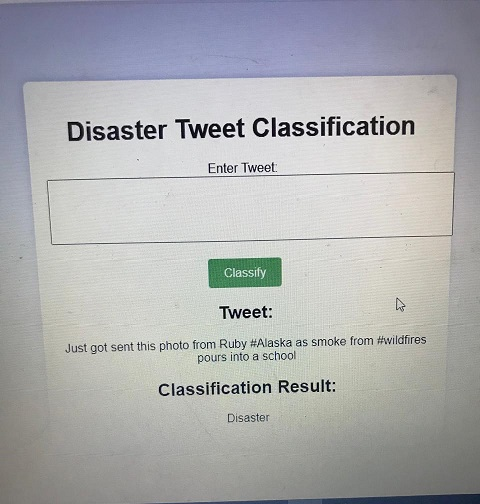 Disaster Tweet Classification
Enter Tweet:
Classify
Tweet:
Just got sent this photo from Ruby #Alaska as smoke from #wildfires
pours into a school
Classification Result:
Disaster